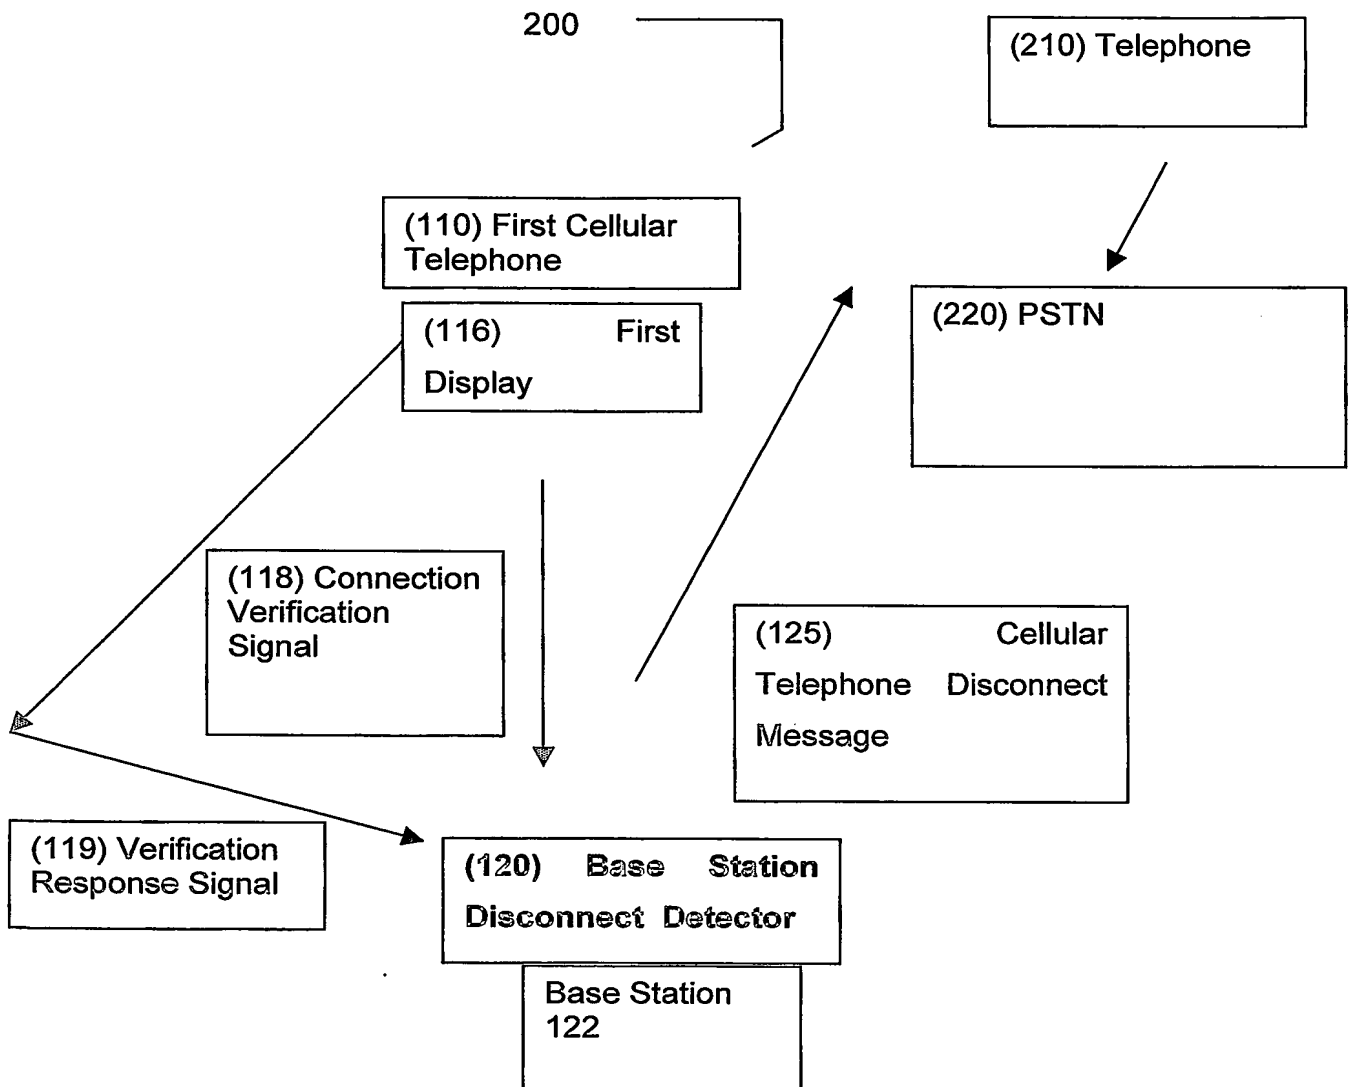 200
(210) Telephone
(110) First Cellular
Telephone
(116) First
Display
(220) PSTN
(118) Connection
Verification
Signal
(125) Cellular
Telephone Disconnect
Message
(119) Verification
Response Signal
(120) Base Station
Disconnect Detector
Base Station
122